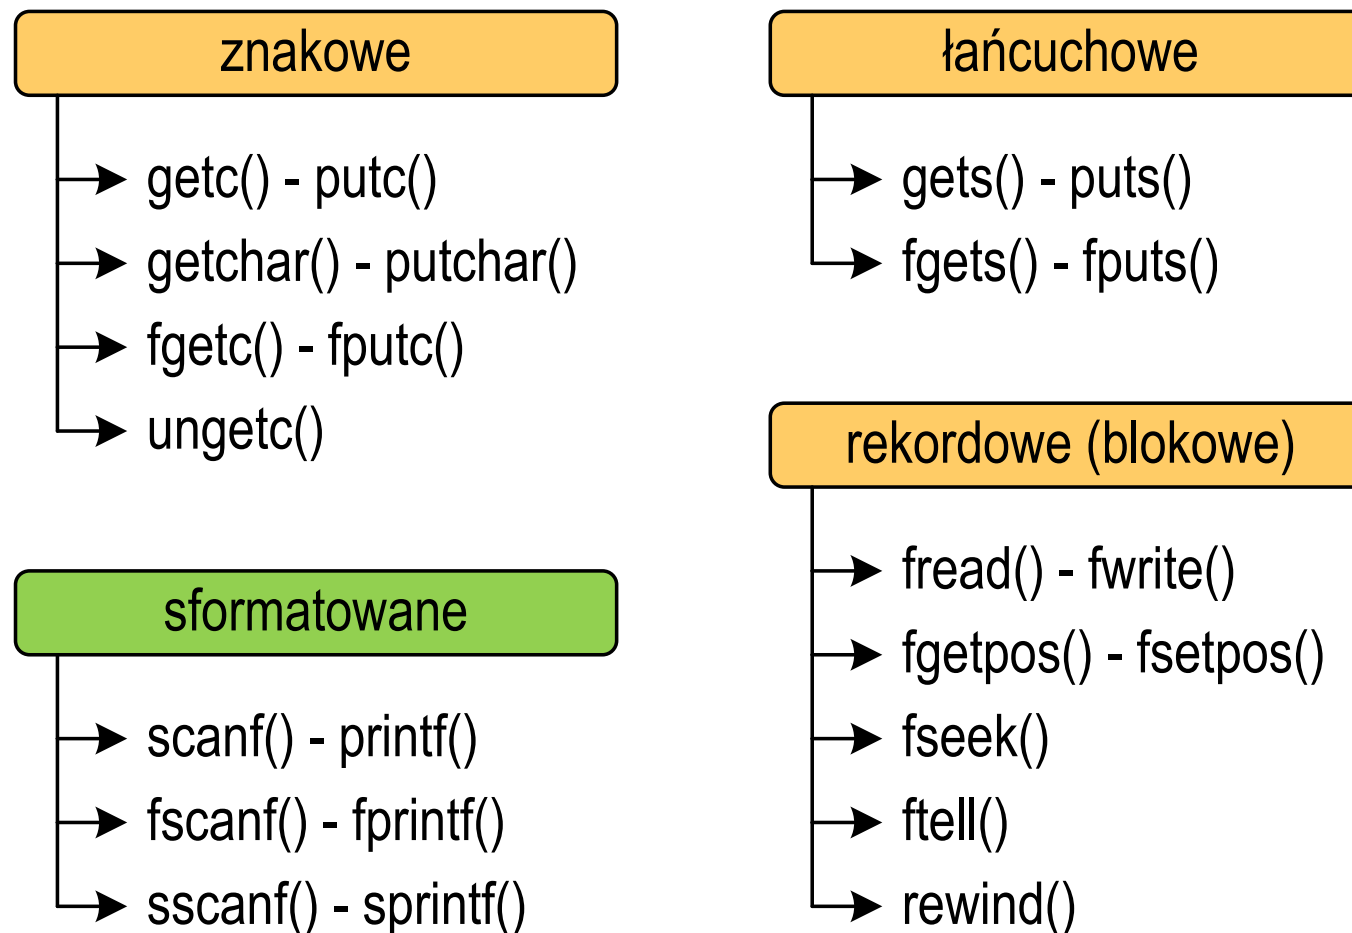 znakowe
getc() - putc()
getchar() - putchar()
fgetc() - fputc()
ungetc()
sformatowane
scanf() - printf()
fscanf() - fprintf()
sscanf() - sprintf()
łańcuchowe
gets() - puts()
fgets() - fputs()
rekordowe (blokowe)
fread() - fwrite()
fgetpos() - fsetpos()
fseek()
ftell()
rewind()